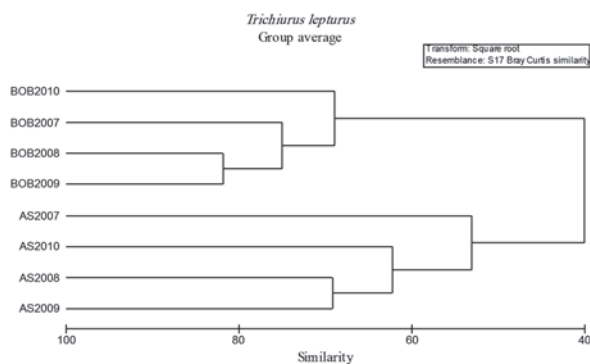 Trichiurus lepturus
Group average
Transform: Square root
Resemblance: S17 Bray Curtis similarity
BOB2010
BOB2007
BOB2008
BOB2009
AS2007
AS2010
AS2008
AS2009
100 80 60 40
Similarity